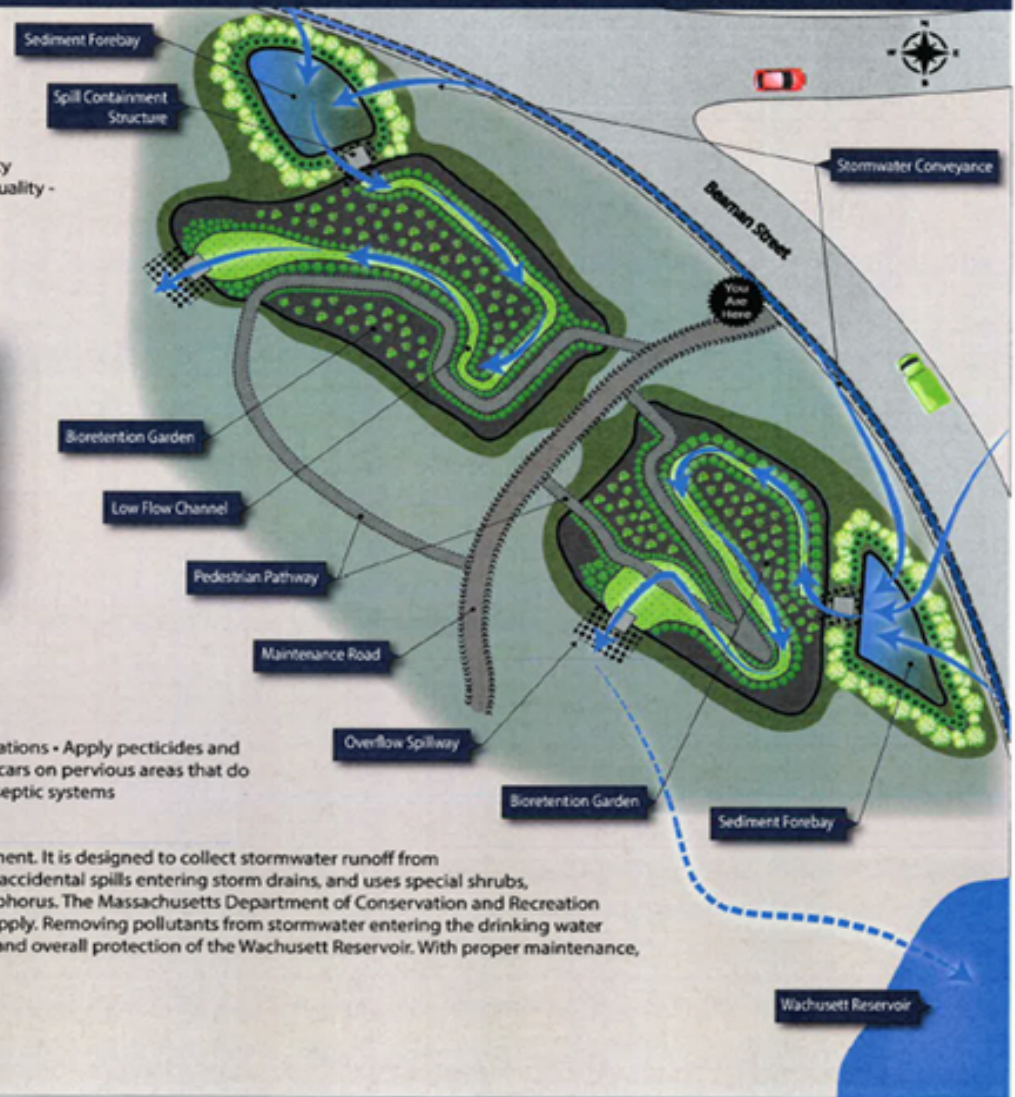 Sediment Forebay
Spill Containment
Structure
ty
uality -
Stormwater Conveyance
Beaman Street
You
Are
Here
Bioretention Garden
Low Flow Channel
Pedestrian Pathway
Maintenance Road
Overflow Spillway
Bioretention Garden
Sediment Forebay
ations • Apply pecticides and
cars on pervious areas that do
septic systems
nent. It is designed to collect stormwater runoff from
accidental spills entering storm drains, and uses special shrubs,
phorus. The Massachusetts Department of Conservation and Recreation
pply. Removing pollutants from stormwater entering the drinking water
and overall protection of the Wachusett Reservoir. With proper maintenance,
Wachusett Reservoir